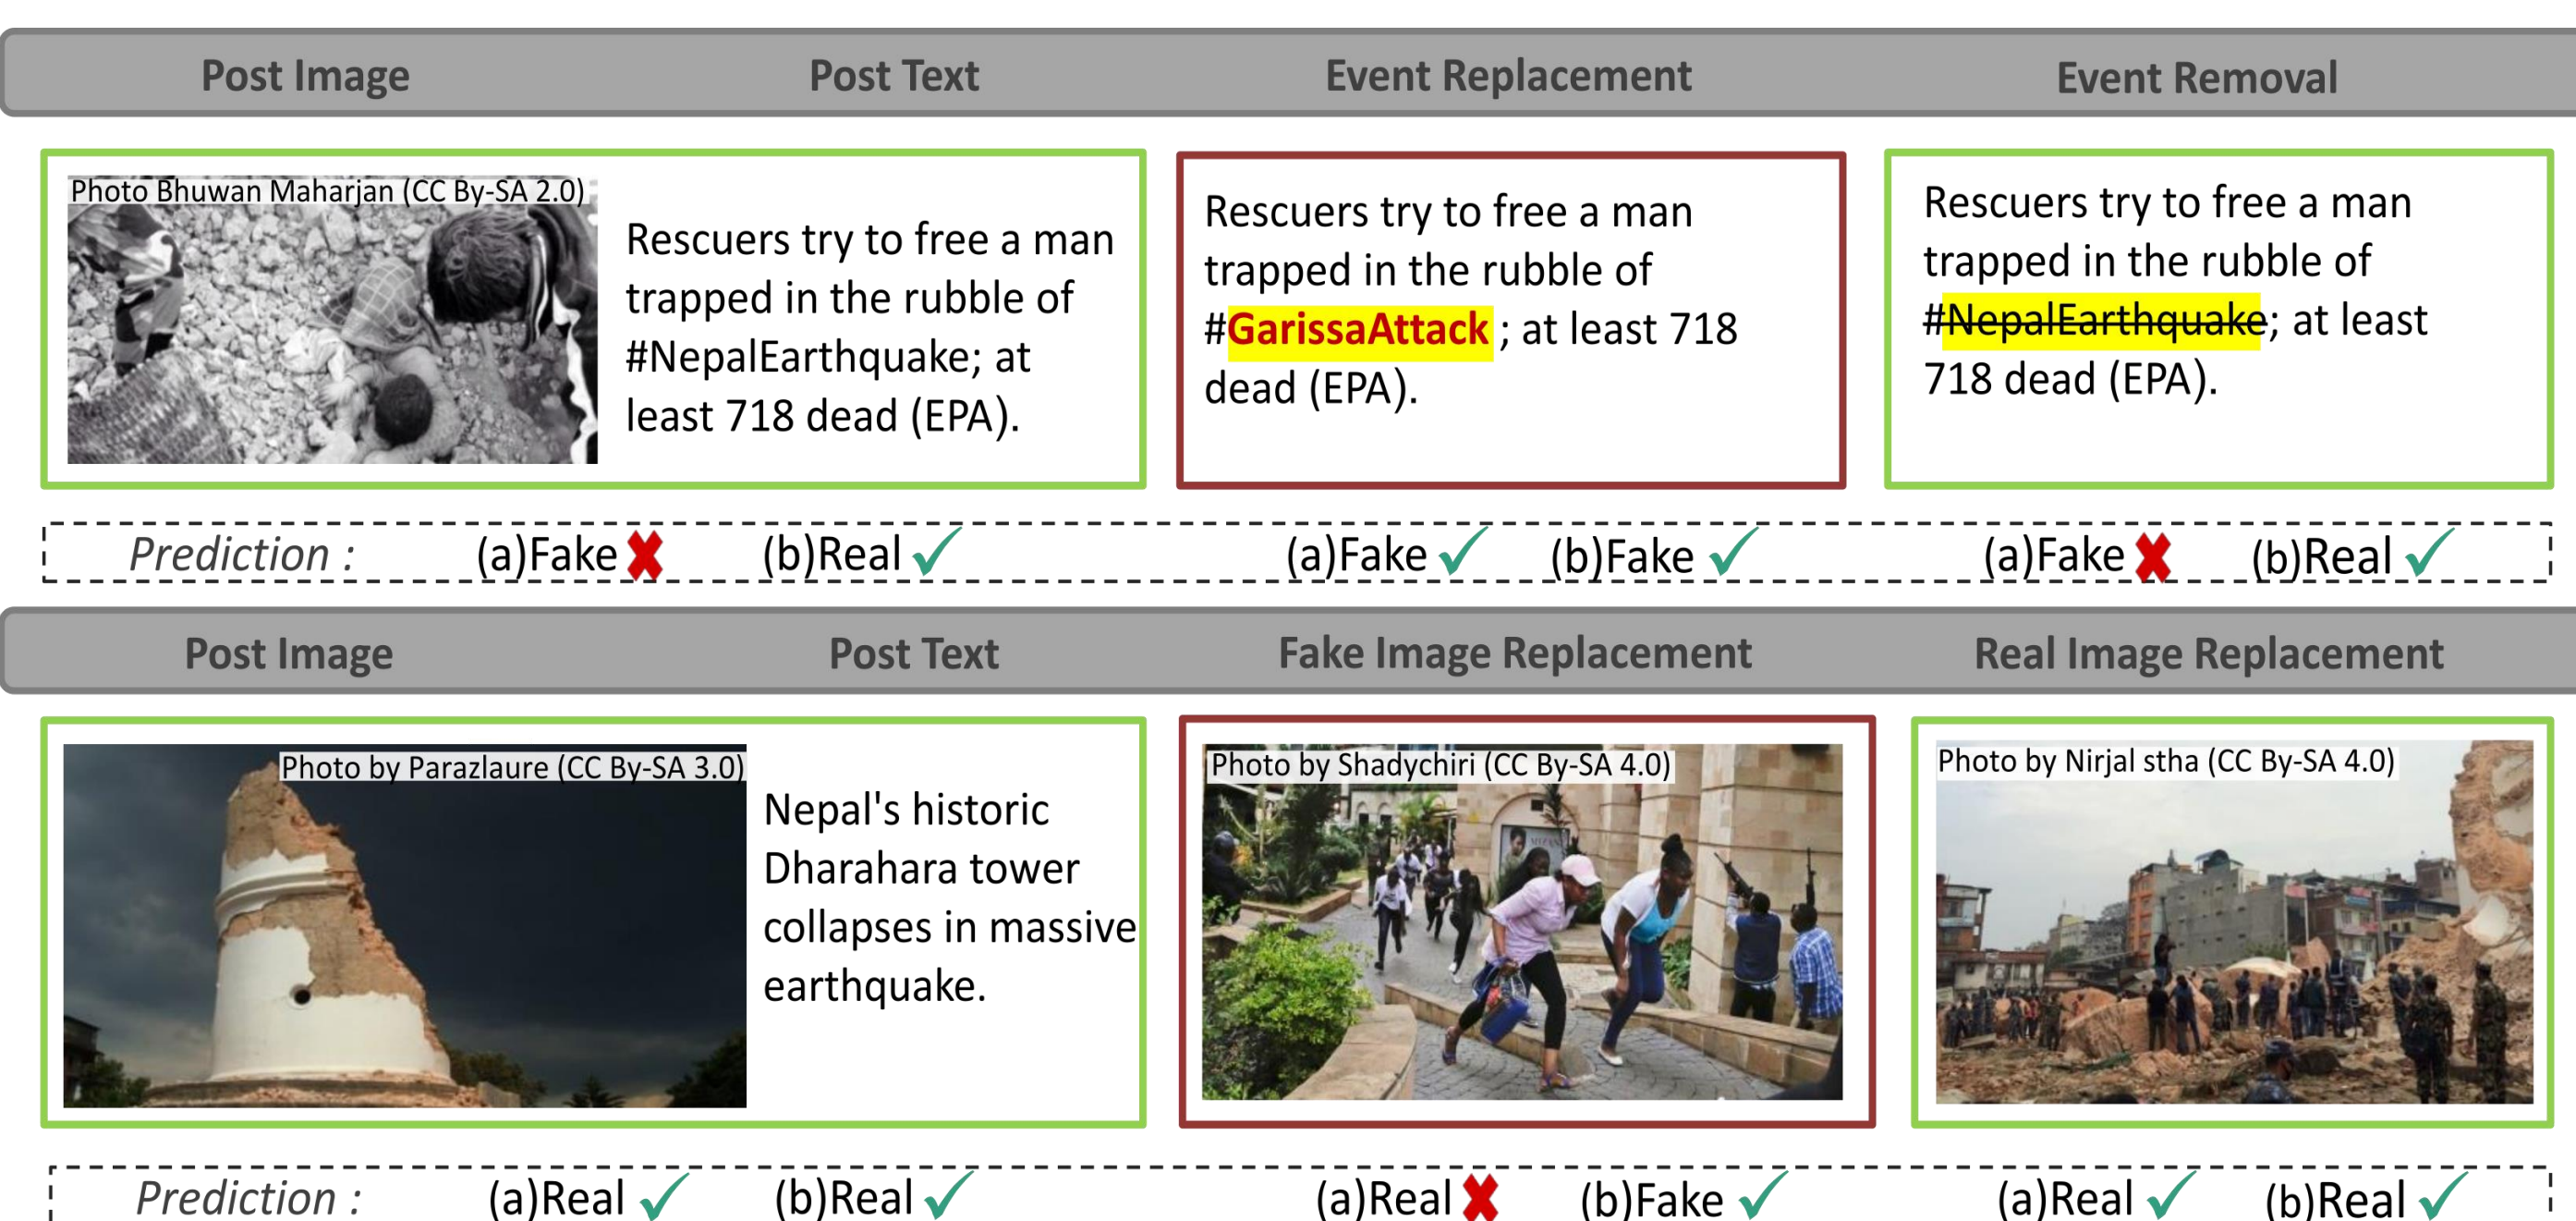 Post Image Post Text Event Replacement Event Removal
Photo Bhuwan Maharjan (CC By-SA 2.0)
Rescuers try to free a man
trapped in the rubble of
#NepalEarthquake; at
least 718 dead (EPA).
Rescuers try to free a man
trapped in the rubble of
#GarissaAttack ; at least 718
dead (EPA).
Rescuers try to free a man
trapped in the rubble of
#NepalEarthquake; at least
718 dead (EPA).
Prediction : (a)Fake ✘ (b)Real ✓ (a)Fake ✓ (b)Fake ✓ (a)Fake ✘ (b)Real ✓
Post Image Post Text Fake Image Replacement Real Image Replacement
Photo by Parazlaure (CC By-SA 3.0)
Nepal's historic
Dharahara tower
collapses in massive
earthquake.
Photo by Shadychiri (CC By-SA 4.0)
Photo by Nirjal stha (CC By-SA 4.0)
Prediction : (a)Real ✓ (b)Real ✓ (a)Real ✘ (b)Fake ✓ (a)Real ✓ (b)Real ✓